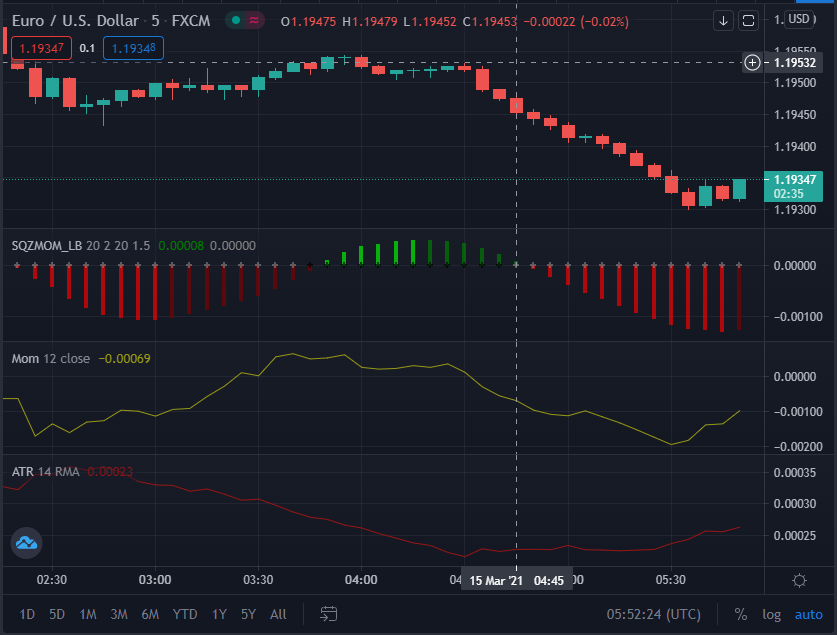 Euro / U.S. Dollar · 5 · FXCM O1.19475 H1.19479 L1.19452 C1.19453 −0.00022 (−0.02%)
USD
1.19347 0.1 1.19348
1.19550
1.19532
1.19500
1.19450
1.19400
1.19347
02:35
1.19300
SQZMOM_LB 20 2 20 1.5 0.00008 0.00000
0.00000
−0.00100
Mom 12 close −0.00069
0.00000
−0.00100
−0.00200
ATR 14 RMA 0.00023
0.00035
0.00030
0.00025
02:30 03:00 03:30 04:00 15 Mar '21 04:45 05:30
1D 5D 1M 3M 6M YTD 1Y 5Y All 05:52:24 (UTC) % log auto